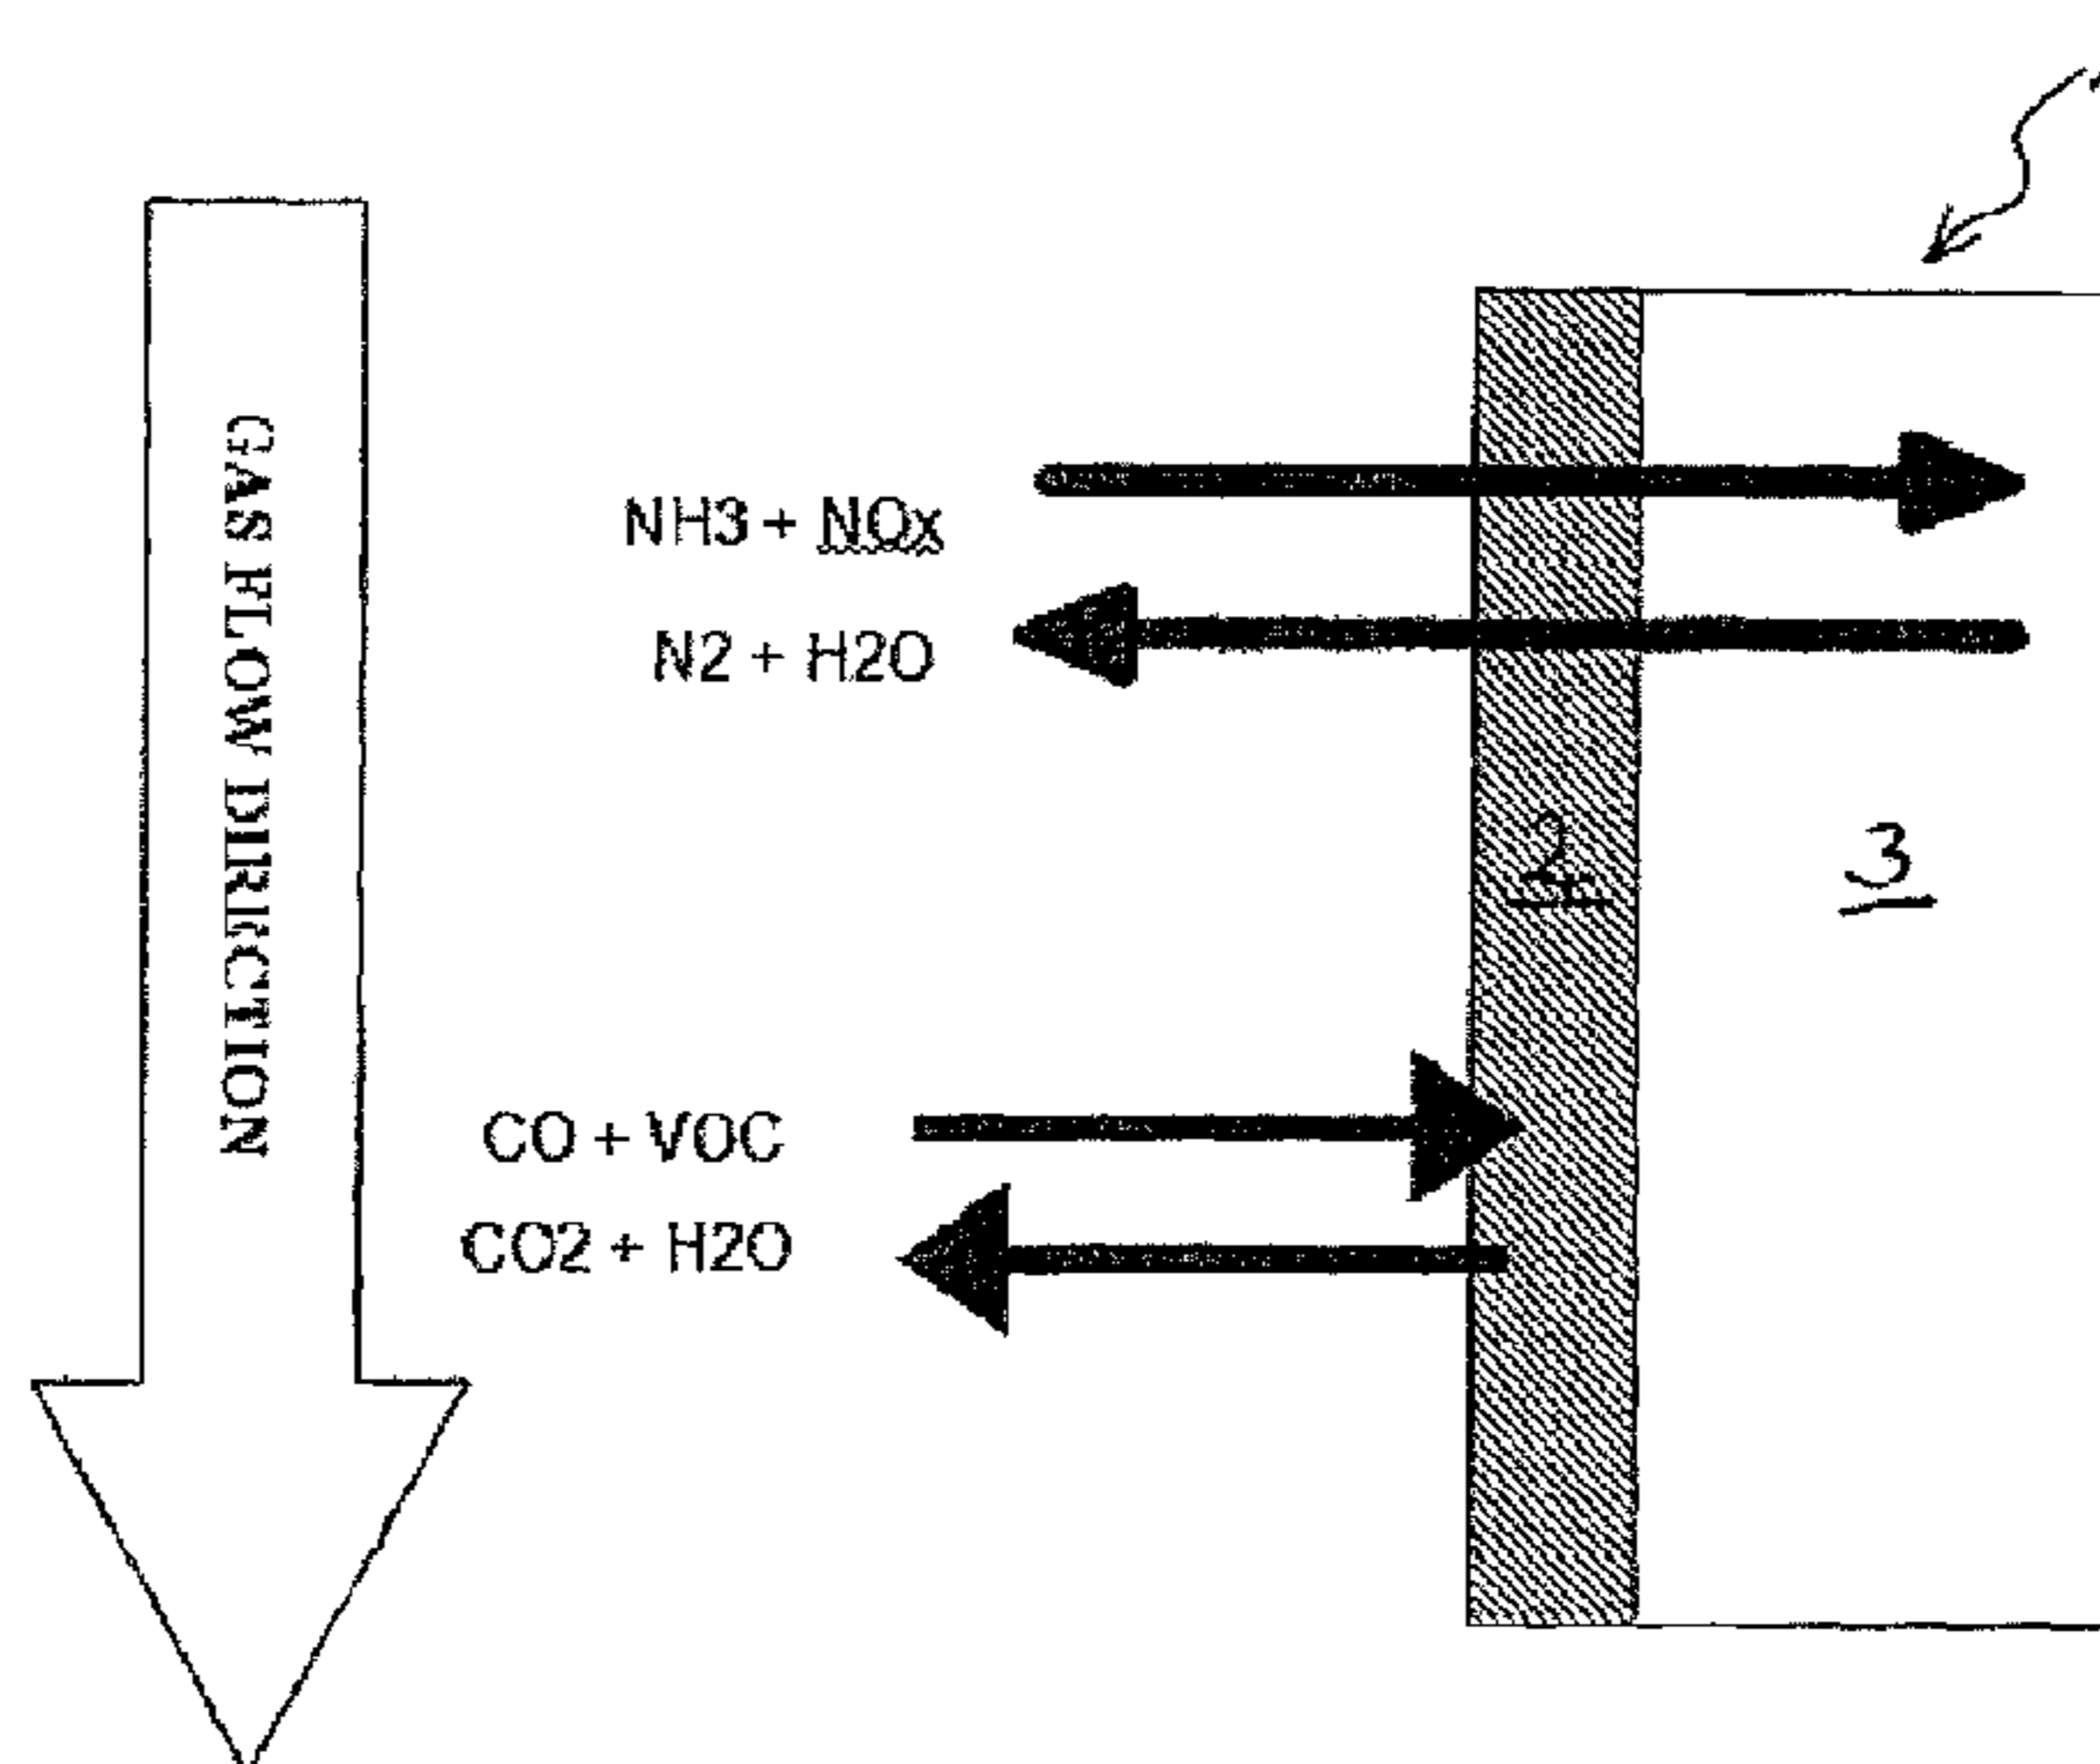 GAS FLOW DIRECTION
NH3 + NOx
N2 + H2O
2
3
CO + VOC
CO2 + H2O